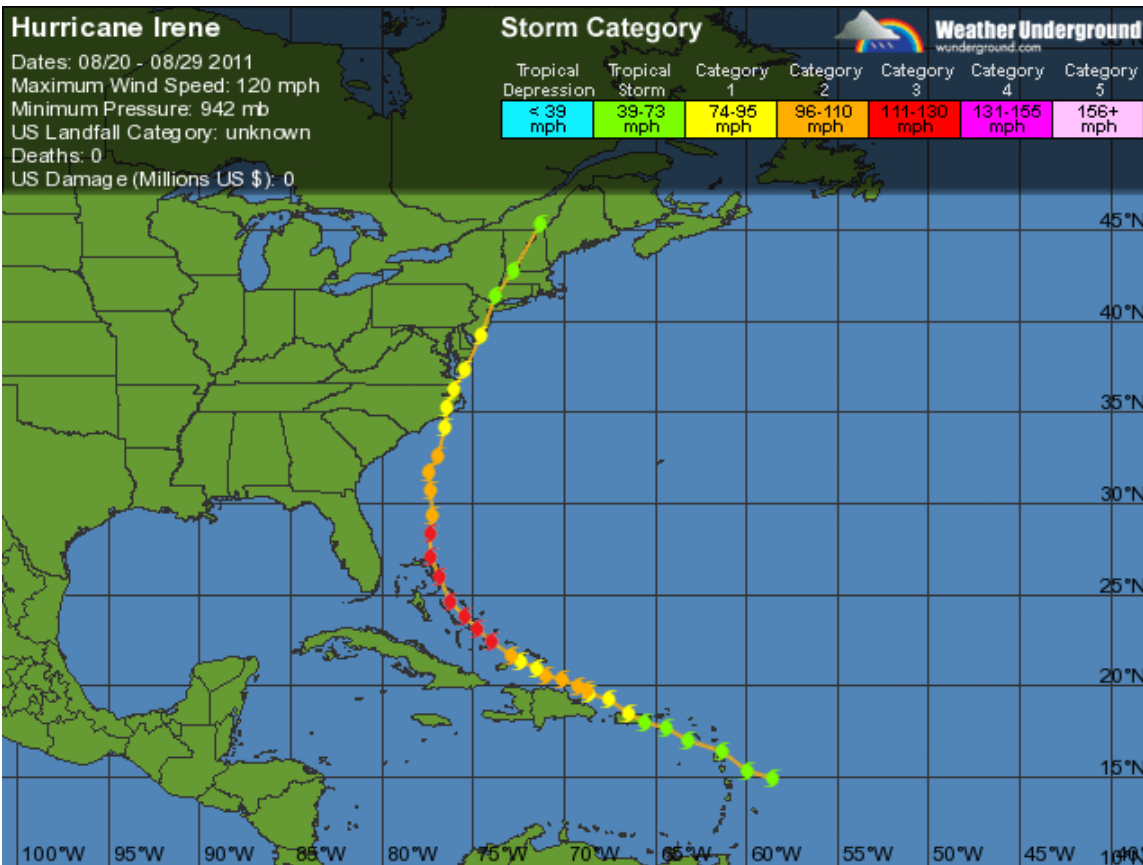 Hurricane Irene
Dates: 08/20 - 08/29 2011
Maximum Wind Speed: 120 mph
Minimum Pressure: 942 mb
US Landfall Category: unknown
Deaths: 0
US Damage (Millions US $): 0
Storm Category
Weather Underground
wunderground.com
Tropical Depression
Tropical Storm
Category 1
Category 2
Category 3
Category 4
Category 5
< 39 mph
39-73 mph
74-95 mph
96-110 mph
111-130 mph
131-155 mph
156+ mph
45°N
40°N
35°N
30°N
25°N
20°N
15°N
100°W 95°W 90°W 85°W 80°W 75°W 70°W 65°W 60°W 55°W 50°W 45°W